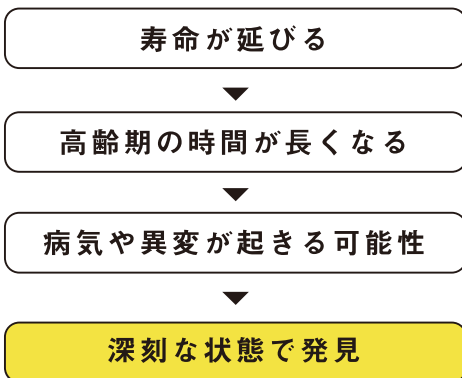 寿命が延びる
高齢期の時間が長くなる
病気や異変が起きる可能性
深刻な状態で発見